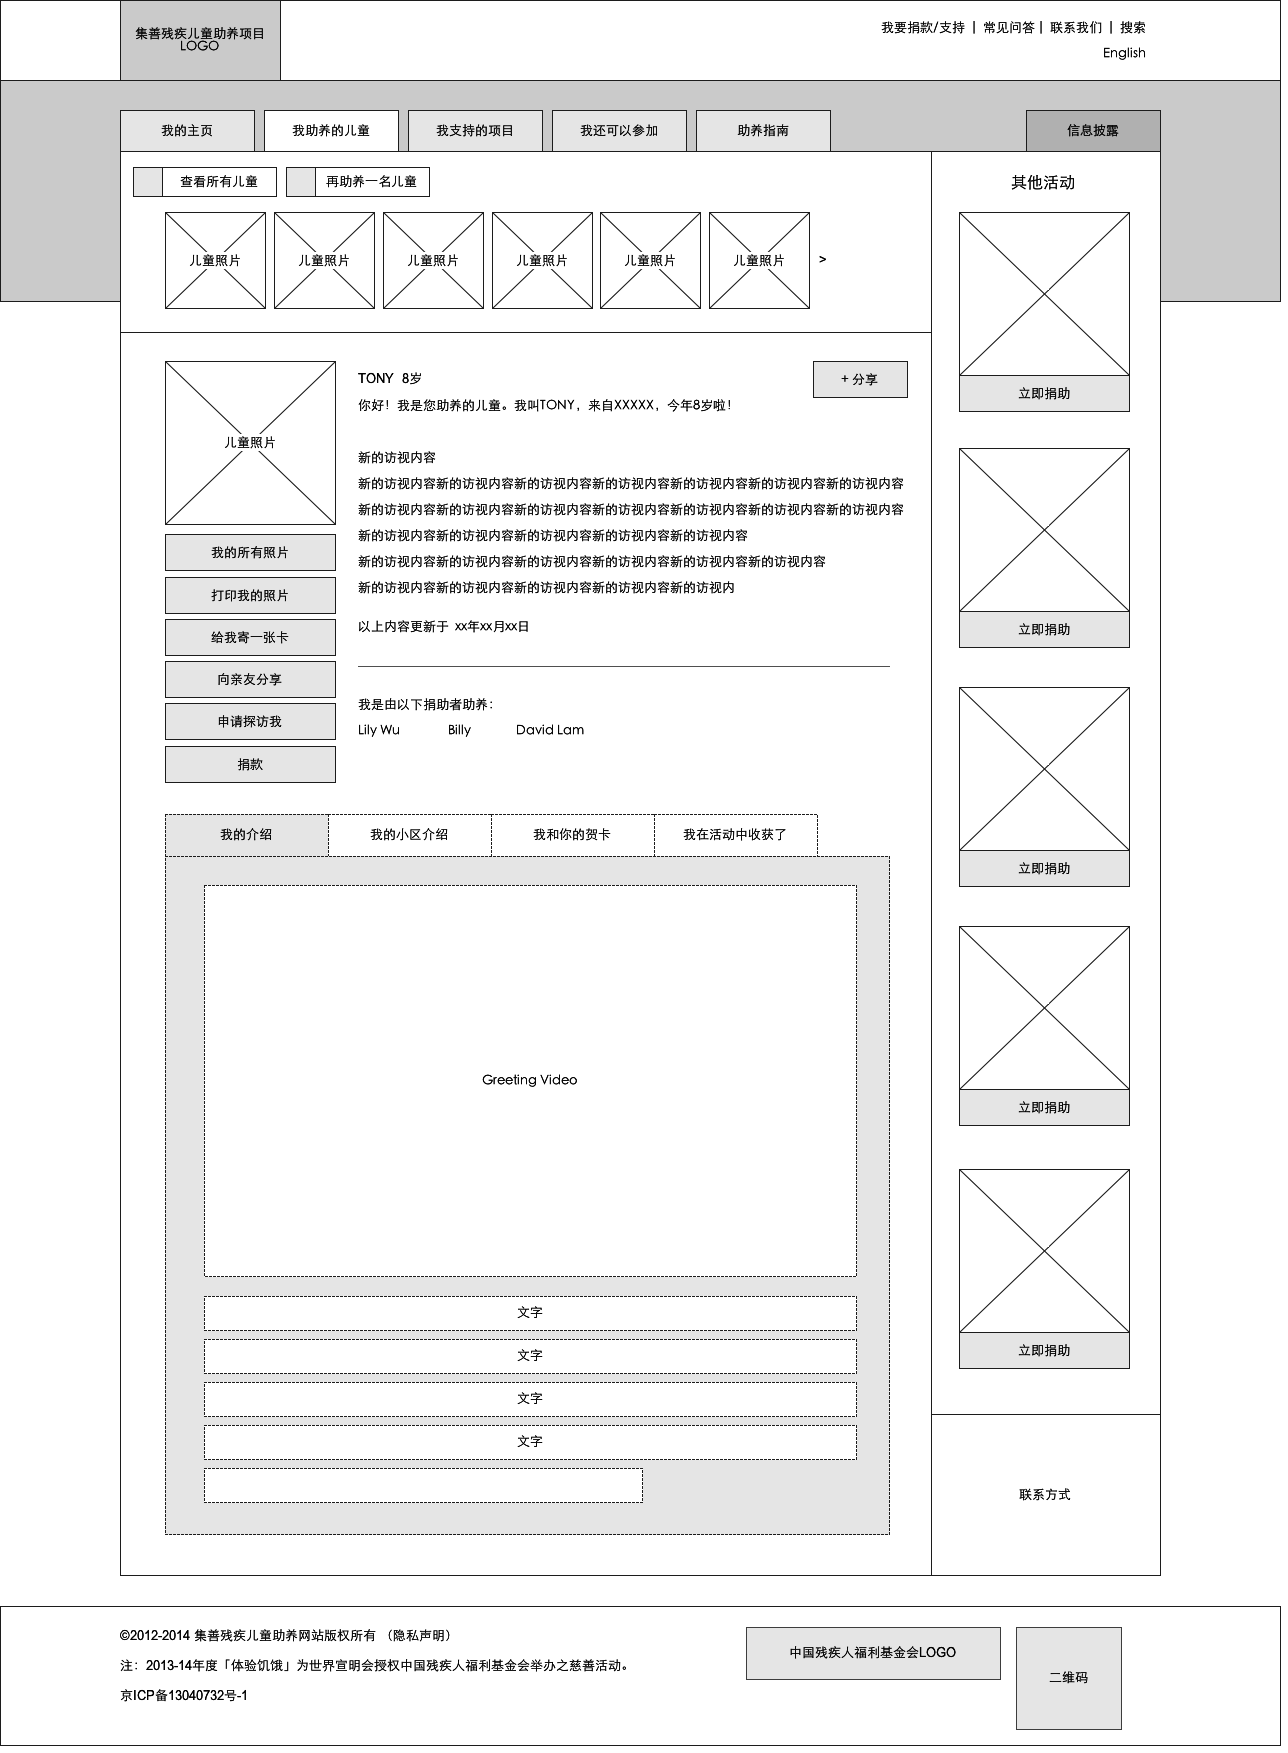 集善残疾儿童助养项目
LOGO
我要捐款/支持 | 常见问答 | 联系我们 | 搜索
English
我的主页
我助养的儿童
我支持的项目
我还可以参加
助养指南
信息披露
查看所有儿童
再助养一名儿童
儿童照片
儿童照片
儿童照片
儿童照片
儿童照片
儿童照片
>
儿童照片
我的所有照片
打印我的照片
给我寄一张卡
向亲友分享
申请探访我
捐款
TONY 8岁
+ 分享
你好！我是您助养的儿童。我叫TONY，来自XXXXX，今年8岁啦！
新的访视内容
新的访视内容新的访视内容新的访视内容新的访视内容新的访视内容新的访视内容新的访视内容
新的访视内容新的访视内容新的访视内容新的访视内容新的访视内容新的访视内容新的访视内容
新的访视内容新的访视内容新的访视内容新的访视内容新的访视内容
新的访视内容新的访视内容新的访视内容新的访视内容新的访视内容新的访视内容
新的访视内容新的访视内容新的访视内容新的访视内容新的访视内
以上内容更新于 xx年xx月xx日
我是由以下捐助者助养：
Lily Wu Billy David Lam
我的介绍
我的小区介绍
我和你的贺卡
我在活动中收获了
Greeting Video
文字
文字
文字
文字
其他活动
立即捐助
立即捐助
立即捐助
立即捐助
立即捐助
联系方式
©2012-2014 集善残疾儿童助养网站版权所有 （隐私声明）
注：2013-14年度「体验饥饿」为世界宣明会授权中国残疾人福利基金会举办之慈善活动。
京ICP备13040732号-1
中国残疾人福利基金会LOGO
二维码